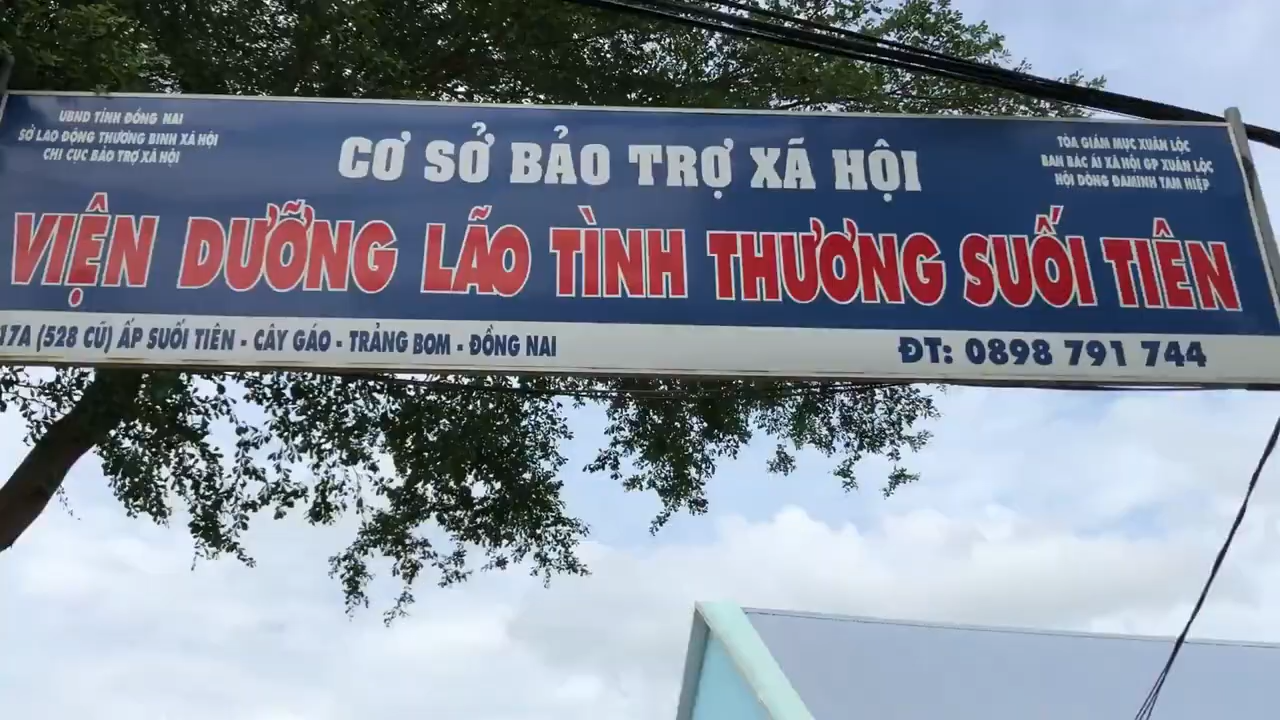 UBND TỈNH ĐỒNG NAI
SỞ LAO ĐỘNG THƯƠNG BINH XÃ HỘI
CHI CỤC BẢO TRỢ XÃ HỘI
CƠ SỞ BẢO TRỢ XÃ HỘI
TÒA GIÁM MỤC XUÂN LỘC
BAN BÁC ÁI XÃ HỘI GP XUÂN LỘC
HỘI DÒNG ĐAMINH TAM HIỆP
VIỆN DƯỠNG LÃO TÌNH THƯƠNG SUỐI TIÊN
17A (528 CŨ) ẤP SUỐI TIÊN - CÂY GÁO - TRẢNG BOM - ĐỒNG NAI
ĐT: 0898 791 744